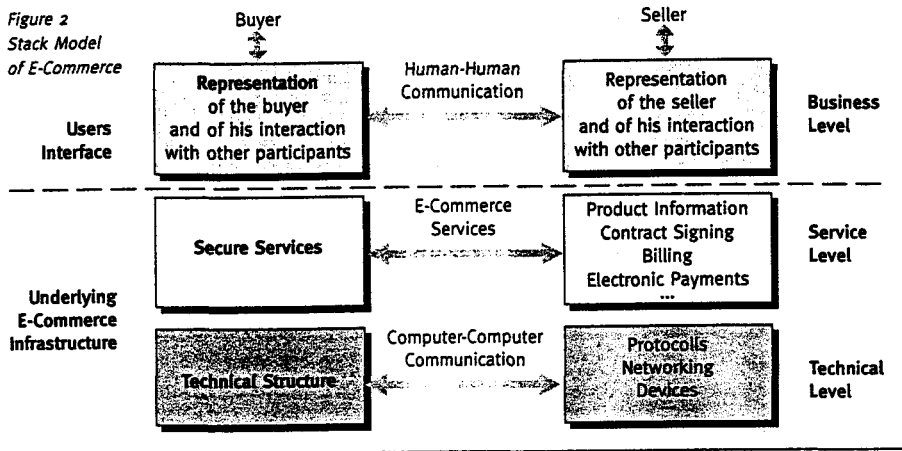 Figure 2
Stack Model
of E-Commerce
Buyer
Seller
Users
Interface
Representation
of the buyer
and of his interaction
with other participants
Human-Human
Communication
Representation
of the seller
and of his interaction
with other participants
Business
Level
Underlying
E-Commerce
Infrastructure
Secure Services
E-Commerce
Services
Product Information
Contract Signing
Billing
Electronic Payments
...
Service
Level
Technical Structure
Computer-Computer
Communication
Protocolls
Networking
Devices
Technical
Level